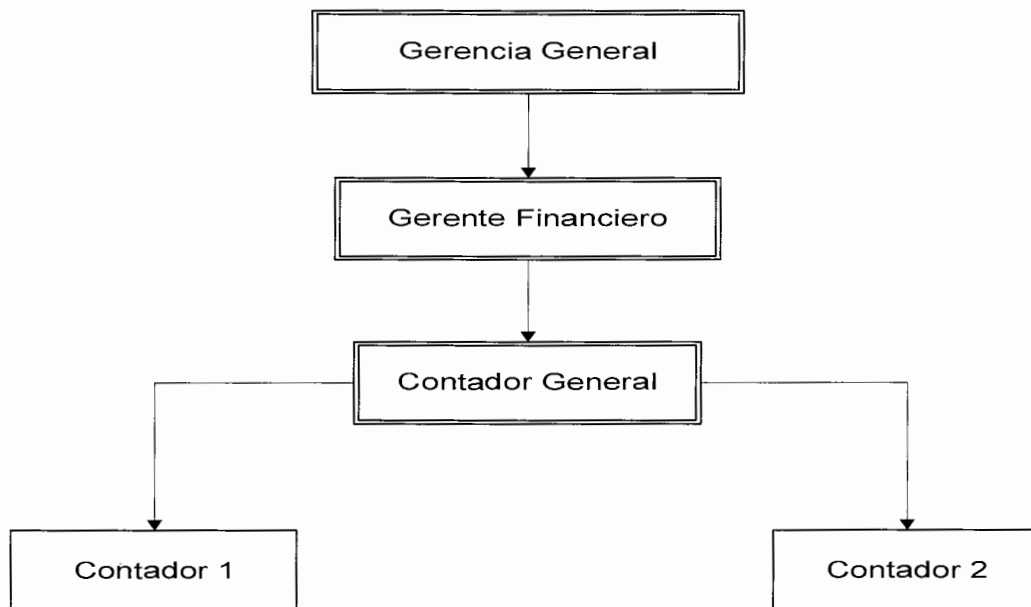 Gerencia General
Gerente Financiero
Contador General
Contador 1
Contador 2